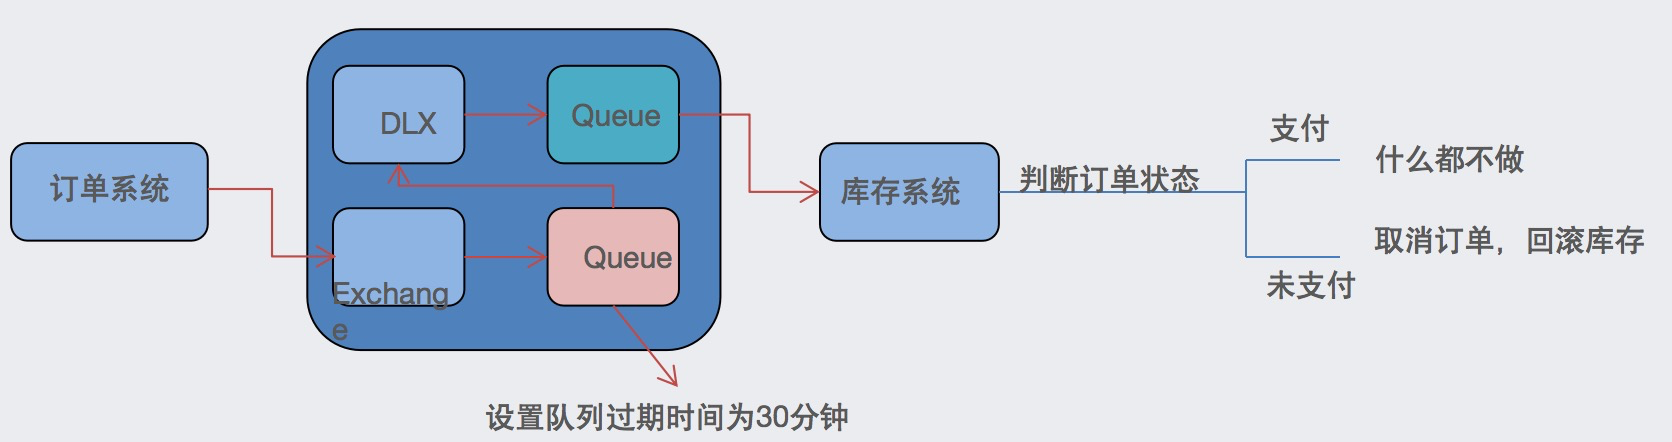 订单系统
DLX
Queue
Exchang
e
Queue
设置队列过期时间为30分钟
库存系统
判断订单状态
支付
什么都不做
取消订单，回滚库存
未支付